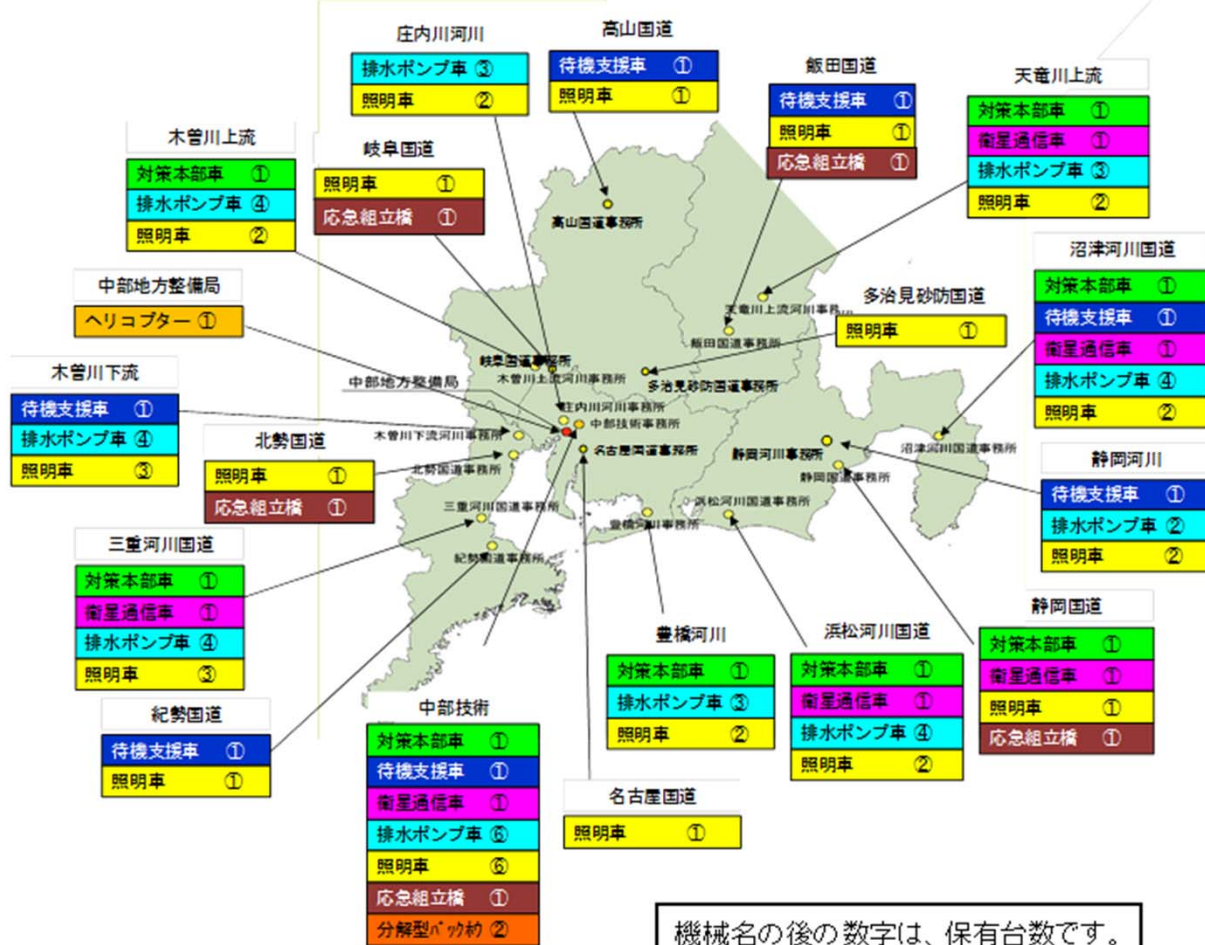 庄内川河川
排水ポンプ車 ③
照明車 ②
高山国道
待機支援車 ①
照明車 ①
飯田国道
待機支援車 ①
照明車 ①
応急組立橋 ①
天竜川上流
対策本部車 ①
衛星通信車 ①
排水ポンプ車 ③
照明車 ②
木曽川上流
対策本部車 ①
排水ポンプ車 ④
照明車 ②
岐阜国道
照明車 ①
応急組立橋 ①
中部地方整備局
ヘリコプター ①
多治見砂防国道
照明車 ①
沼津河川国道
対策本部車 ①
待機支援車 ①
衛星通信車 ①
排水ポンプ車 ④
照明車 ②
木曽川下流
待機支援車 ①
排水ポンプ車 ④
照明車 ③
北勢国道
照明車 ①
応急組立橋 ①
静岡河川
待機支援車 ①
排水ポンプ車 ②
照明車 ②
三重河川国道
対策本部車 ①
衛星通信車 ①
排水ポンプ車 ④
照明車 ③
紀勢国道
待機支援車 ①
照明車 ①
中部技術
対策本部車 ①
待機支援車 ①
衛星通信車 ①
排水ポンプ車 ⑥
照明車 ⑥
応急組立橋 ①
分解型バックホウ ②
名古屋国道
照明車 ①
豊橋河川
対策本部車 ①
排水ポンプ車 ③
照明車 ②
浜松河川国道
対策本部車 ①
衛星通信車 ①
排水ポンプ車 ④
照明車 ②
静岡国道
対策本部車 ①
衛星通信車 ①
照明車 ①
応急組立橋 ①
高山国道事務所
天竜川上流河川事務
飯田国道事務所
岐阜国道事務所
木曽川上流河川事務所
多治見砂防国道事務所
中部地方整備局
庄内川河川事務所
中部技術事務所
木曽川下流河川事務所
名古屋国道事務所
北勢国道事務所
静岡河川事務所
静岡国道事務所
沼津河川国道事務所
三重河川国道事務所
浜松河川国道事務所
豊橋河川事務所
紀勢国道事務所
機械名の後の数字は、保有台数です。